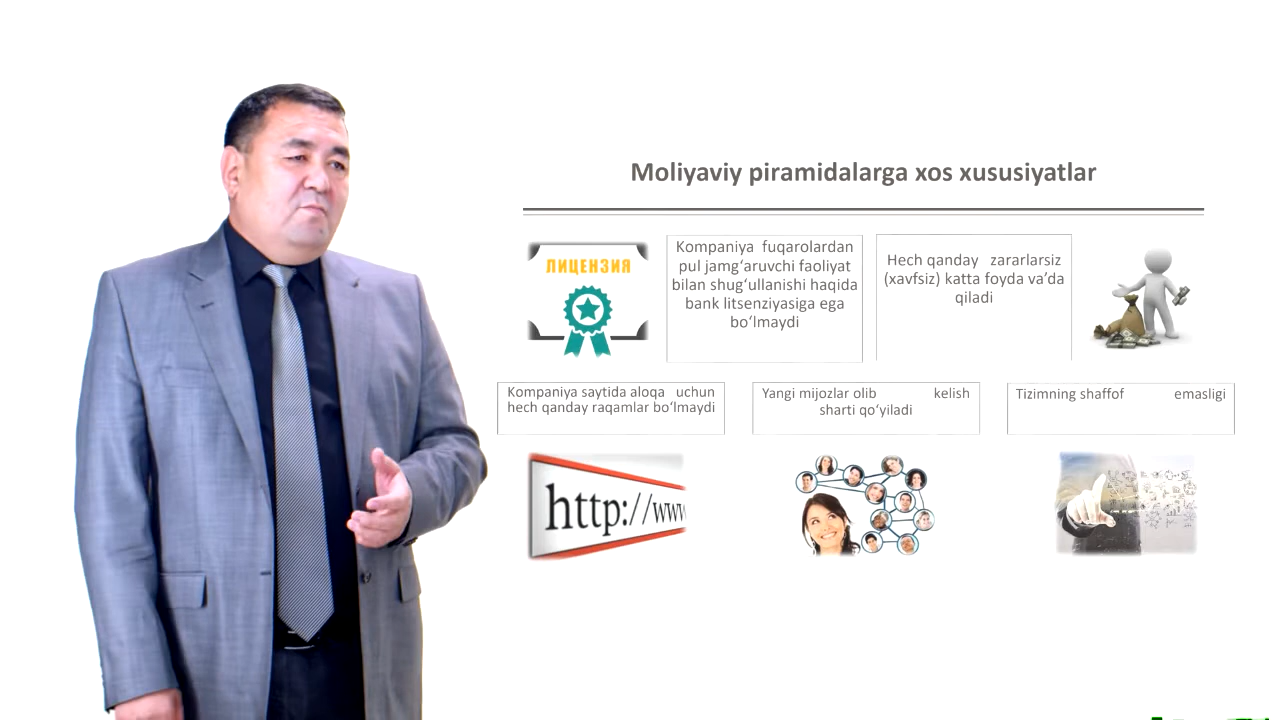 Moliyaviy piramidalarga xos xususiyatlar
ЛИЦЕНЗИЯ
Kompaniya fuqarolardan
pul jamg‘aruvchi faoliyat
bilan shug‘ullanishi haqida
bank litsenziyasiga ega
bo‘lmaydi
Hech qanday zararlarsiz
(xavfsiz) katta foyda va’da
qiladi
Kompaniya saytida aloqa uchun
hech qanday raqamlar bo‘lmaydi
Yangi mijozlar olib kelish
sharti qo‘yiladi
Tizimning shaffof emasligi
http://www